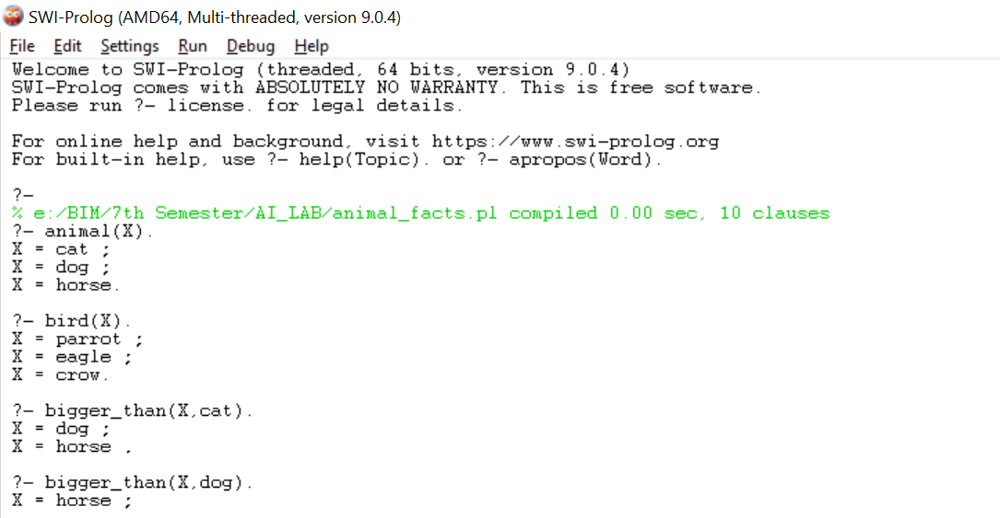 SWI-Prolog (AMD64, Multi-threaded, version 9.0.4)
File Edit Settings Run Debug Help
Welcome to SWI-Prolog (threaded, 64 bits, version 9.0.4)
SWI-Prolog comes with ABSOLUTELY NO WARRANTY. This is free software.
Please run ?- license. for legal details.
For online help and background, visit https://www.swi-prolog.org
For built-in help, use ?- help(Topic). or ?- apropos(Word).
?-
% e:/BIM/7th Semester/AI_LAB/animal_facts.pl compiled 0.00 sec, 10 clauses
?- animal(X).
X = cat ;
X = dog ;
X = horse.
?- bird(X).
X = parrot ;
X = eagle ;
X = crow.
?- bigger_than(X,cat).
X = dog ;
X = horse .
?- bigger_than(X,dog).
X = horse ;